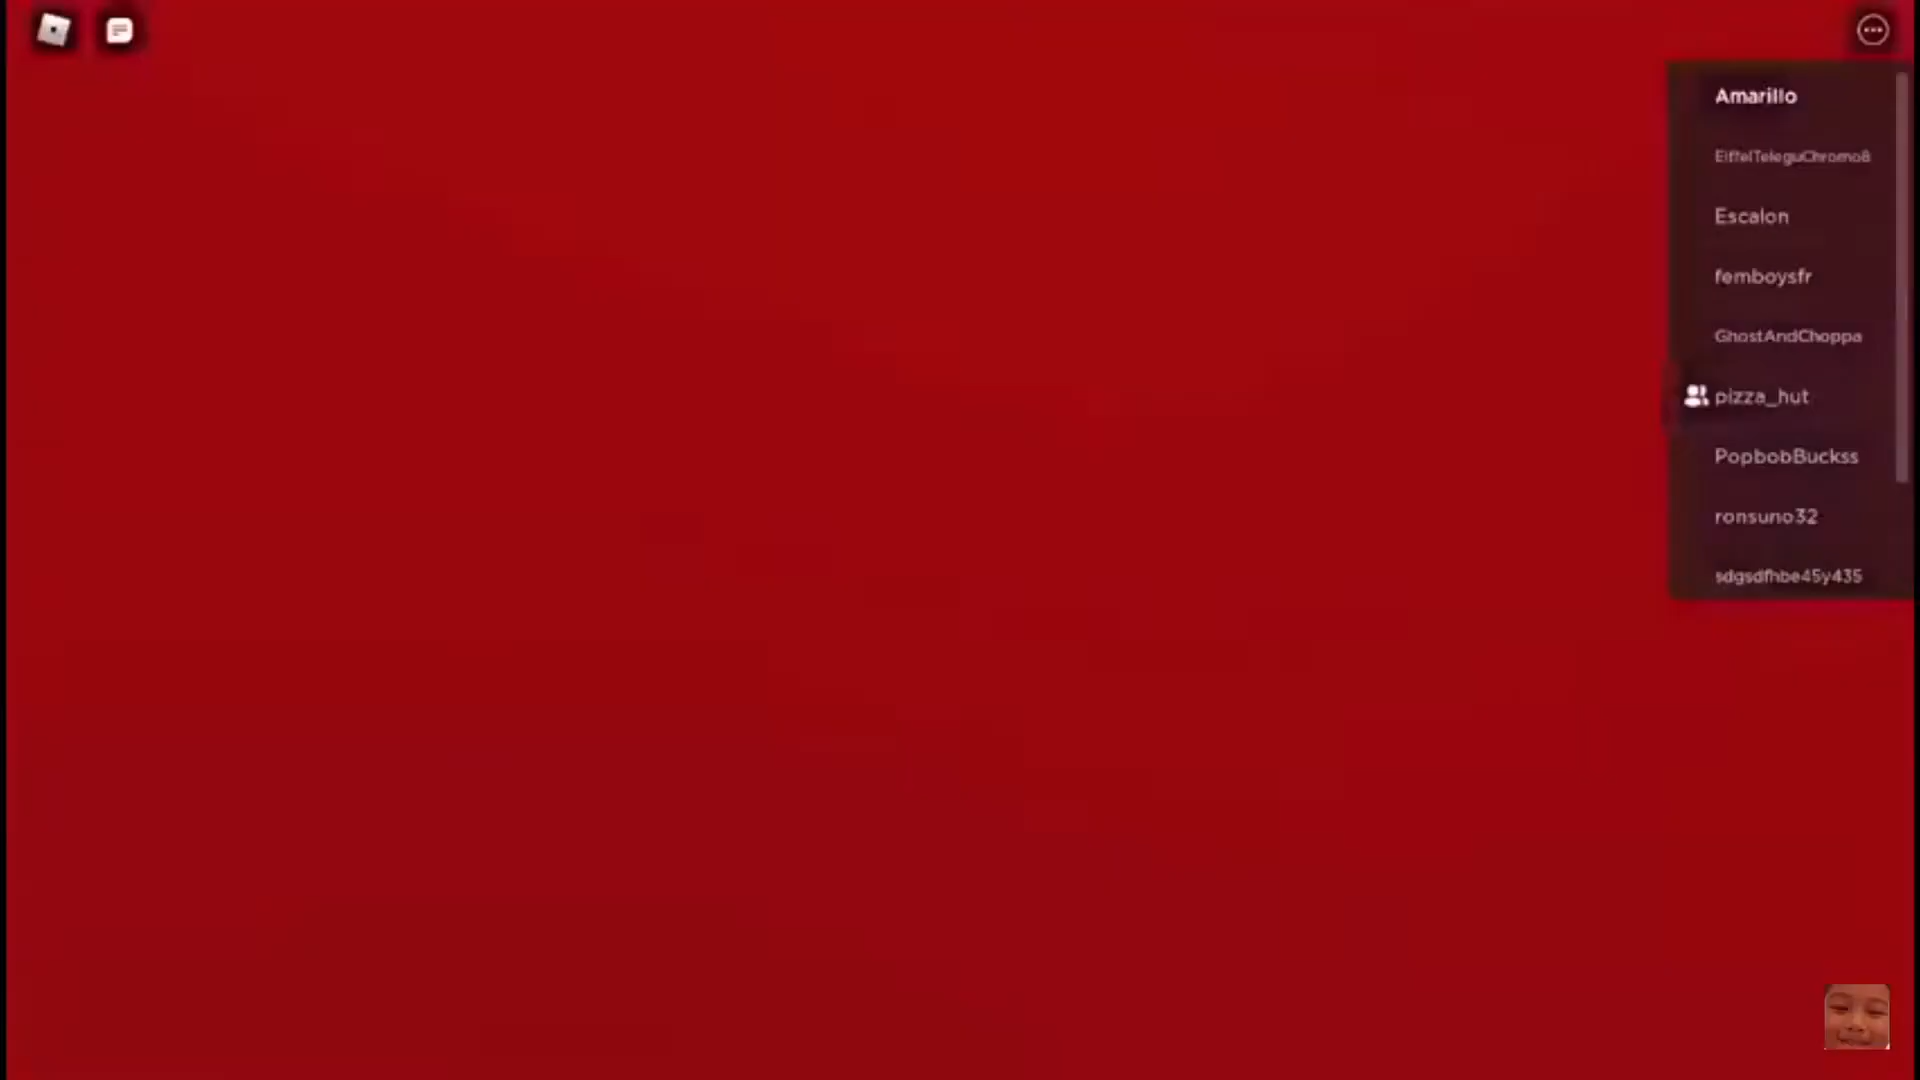 Amarillo
EiffelTeleguChromo8
Escalon
femboysfr
GhostAndChoppa
pizza_hut
PopbobBuckss
ronsuno32
sdgsdfhbe45y435